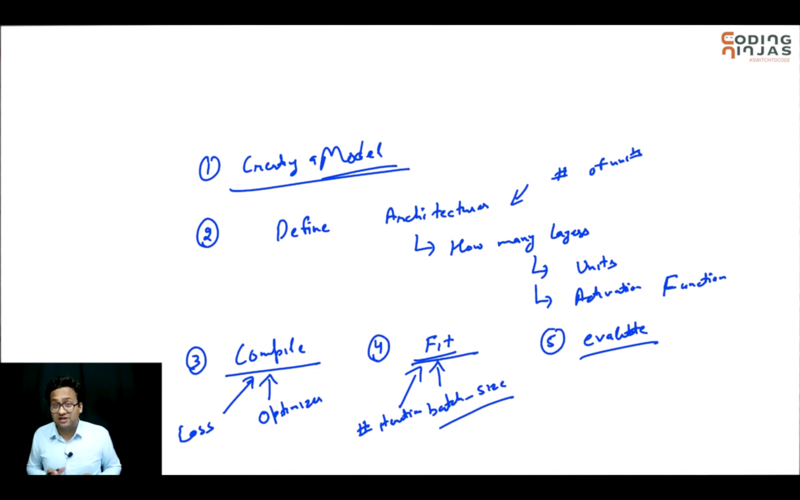 CODING
NINJAS
#SWITCHTOCODE
① Creating a Model
# of units
② Define Architecture
How many layers
Units
Activation Function
③ Compile
④ Fit
⑤ evaluate
Loss
Optimizer
# iteration
batch_size